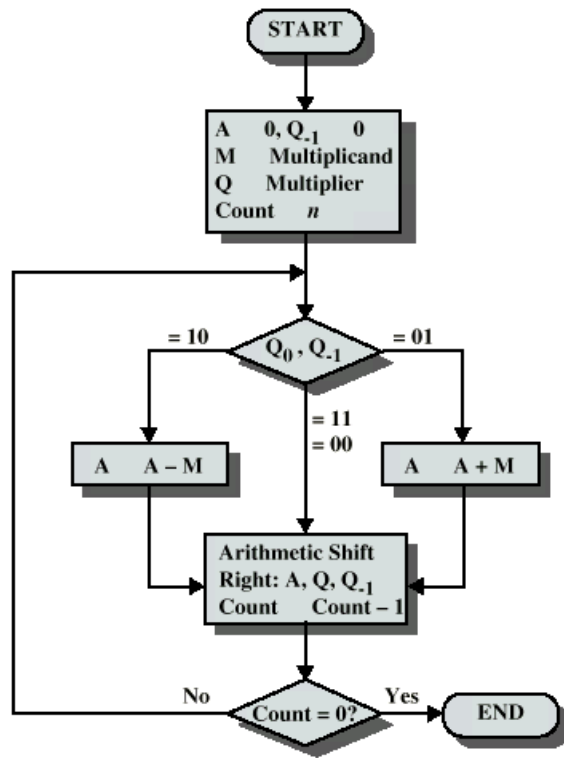 START
A 0, Q-1 0
M Multiplicand
Q Multiplier
Count n
= 10
Q0 , Q-1
= 01
= 11
= 00
A A – M
A A + M
Arithmetic Shift
Right: A, Q, Q-1
Count Count – 1
No
Count = 0?
Yes
END